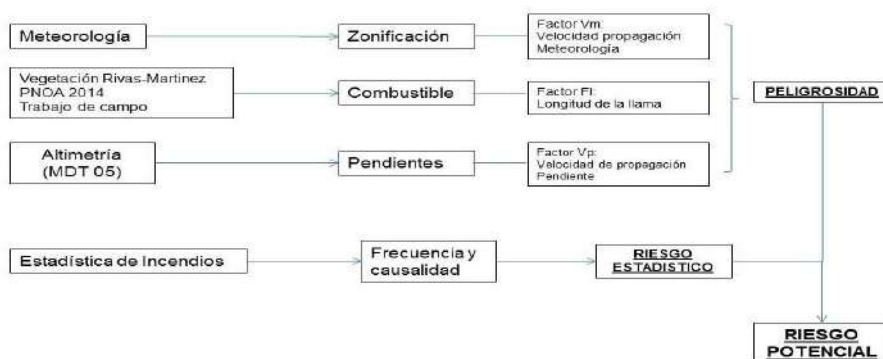 Meteorología
Zonificación
Factor Vm:
Velocidad propagación
Meteorología
Vegetación Rivas-Martinez
PNOA 2014
Trabajo de campo
Combustible
Factor Fl:
Longitud de la llama
PELIGROSIDAD
Altimetría
(MDT 05)
Pendientes
Factor Vp:
Velocidad de propagación
Pendiente
Estadística de Incendios
Frecuencia y
causalidad
RIESGO
ESTADISTICO
RIESGO
POTENCIAL